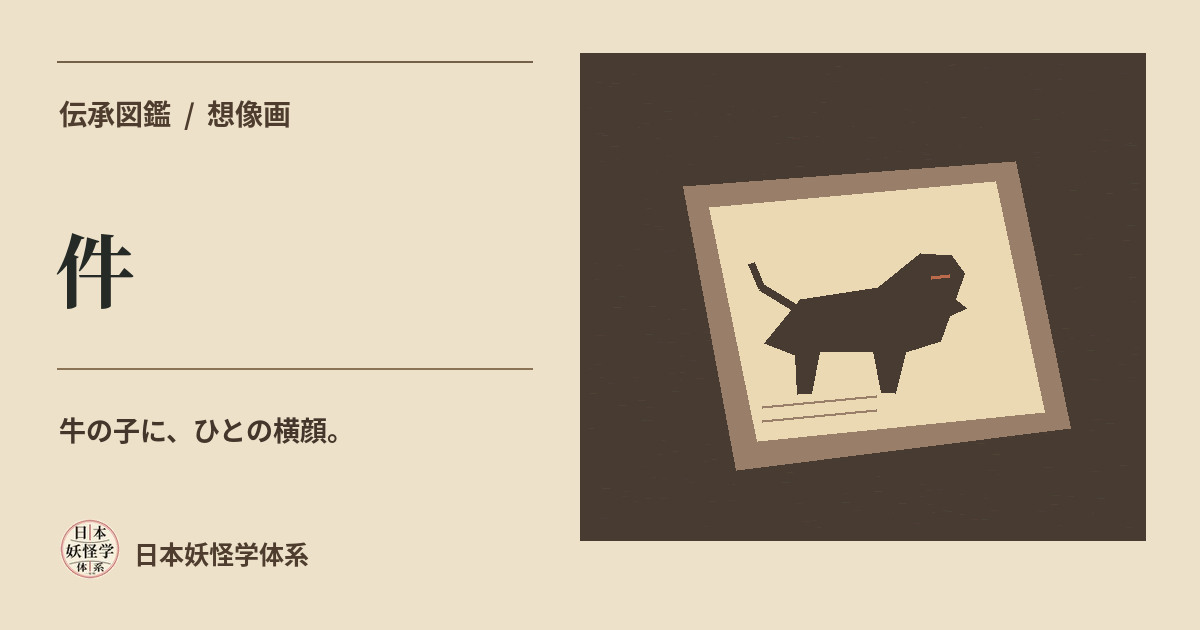 伝承図鑑 / 想像画
件
牛の子に、ひとの横顔。
日本
妖怪学
体系
日本妖怪学体系